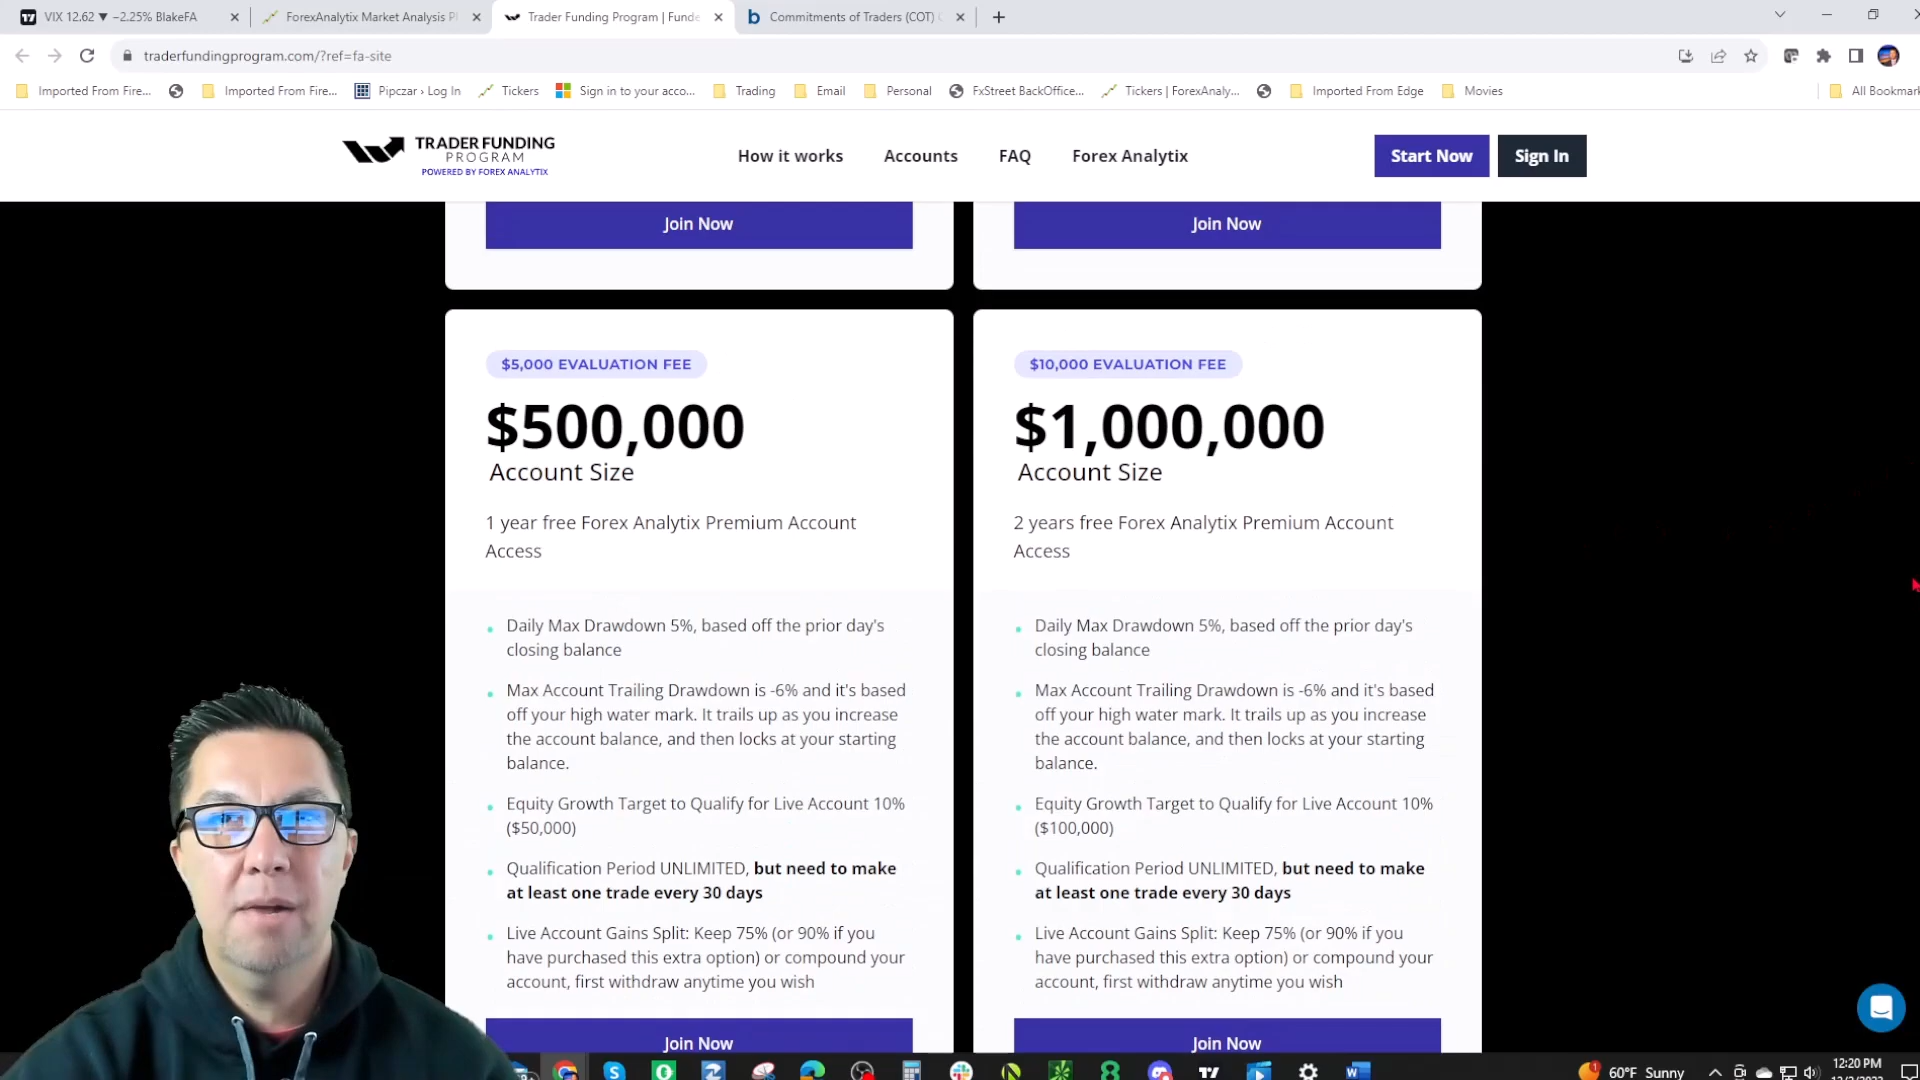 VIX 12.62 ▼ −2.25% BlakeFA
ForexAnalytix Market Analysis Pl
Trader Funding Program | Funde
Commitments of Traders (COT)
traderfundingprogram.com/?ref=fa-site
Imported From Fire...
Imported From Fire...
Pipczar › Log In
Tickers
Sign in to your acco...
Trading
Email
Personal
FxStreet BackOffice...
Tickers | ForexAnaly...
Imported From Edge
Movies
All Bookmark
TRADER FUNDING
PROGRAM
POWERED BY FOREX ANALYTIX
How it works
Accounts
FAQ
Forex Analytix
Start Now
Sign In
Join Now
Join Now
$5,000 EVALUATION FEE
$500,000
Account Size
1 year free Forex Analytix Premium Account
Access
Daily Max Drawdown 5%, based off the prior day's
closing balance
Max Account Trailing Drawdown is -6% and it's based
off your high water mark. It trails up as you increase
the account balance, and then locks at your starting
balance.
Equity Growth Target to Qualify for Live Account 10%
($50,000)
Qualification Period UNLIMITED, but need to make
at least one trade every 30 days
Live Account Gains Split: Keep 75% (or 90% if you
have purchased this extra option) or compound your
account, first withdraw anytime you wish
Join Now
$10,000 EVALUATION FEE
$1,000,000
Account Size
2 years free Forex Analytix Premium Account
Access
Daily Max Drawdown 5%, based off the prior day's
closing balance
Max Account Trailing Drawdown is -6% and it's based
off your high water mark. It trails up as you increase
the account balance, and then locks at your starting
balance.
Equity Growth Target to Qualify for Live Account 10%
($100,000)
Qualification Period UNLIMITED, but need to make
at least one trade every 30 days
Live Account Gains Split: Keep 75% (or 90% if you
have purchased this extra option) or compound your
account, first withdraw anytime you wish
Join Now
60°F Sunny
12:20 PM